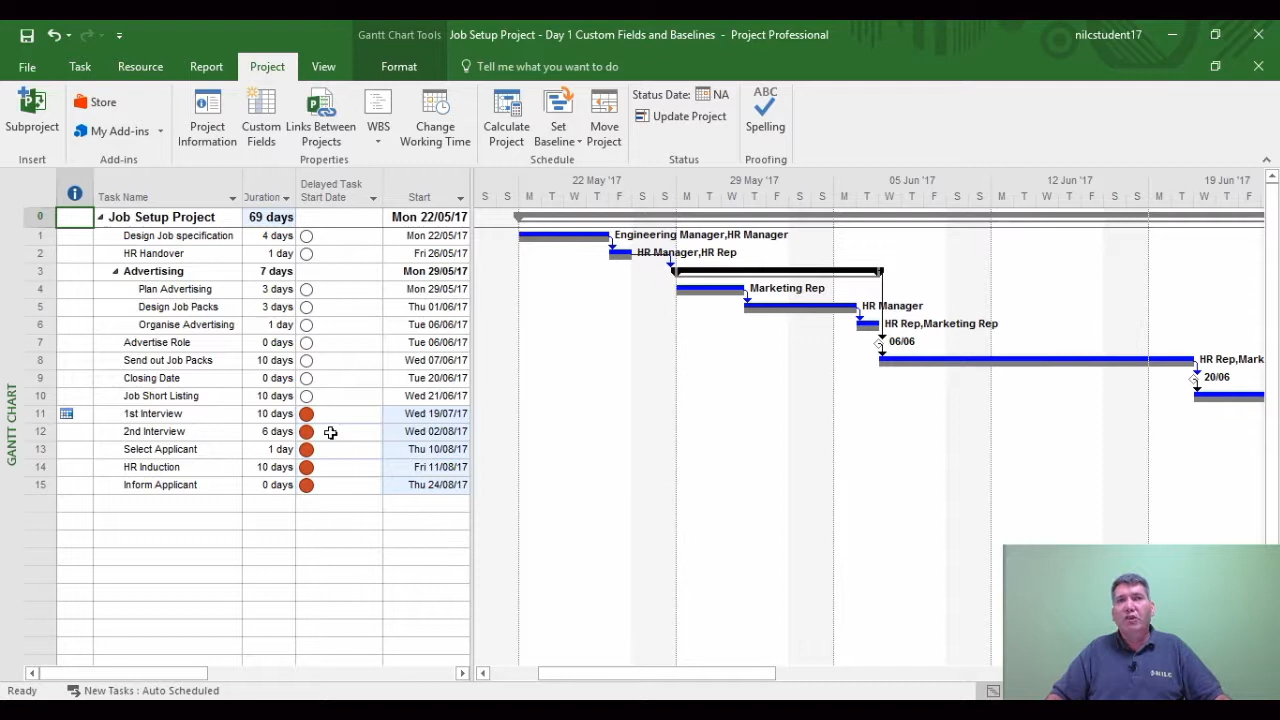 Gantt Chart Tools
Job Setup Project - Day 1 Custom Fields and Baselines - Project Professional
nilcstudent17
File Task Resource Report Project View Format Tell me what you want to do
Subproject
Store
My Add-ins
Project Information
Custom Fields
Links Between Projects
WBS
Change Working Time
Calculate Project
Set Baseline
Move Project
Status Date: NA
Update Project
ABC
Spelling
Insert Add-ins Properties Schedule Status Proofing
Task Name Duration Delayed Task Start Date Start
22 May '17 29 May '17 05 Jun '17 12 Jun '17 19 Jun '17
S S M T W T F S S M T W T F S S M T W T F S S M T W T F S S M T W T F
0 Job Setup Project 69 days Mon 22/05/17
1 Design Job specification 4 days Mon 22/05/17 Engineering Manager,HR Manager
2 HR Handover 1 day Fri 26/05/17 HR Manager,HR Rep
3 Advertising 7 days Mon 29/05/17
4 Plan Advertising 3 days Mon 29/05/17 Marketing Rep
5 Design Job Packs 3 days Thu 01/06/17 HR Manager
6 Organise Advertising 1 day Tue 06/06/17 HR Rep,Marketing Rep
7 Advertise Role 0 days Tue 06/06/17 06/06
8 Send out Job Packs 10 days Wed 07/06/17 HR Rep,Mark
9 Closing Date 0 days Tue 20/06/17 20/06
10 Job Short Listing 10 days Wed 21/06/17
11 1st Interview 10 days Wed 19/07/17
12 2nd Interview 6 days Wed 02/08/17
13 Select Applicant 1 day Thu 10/08/17
14 HR Induction 10 days Fri 11/08/17
15 Inform Applicant 0 days Thu 24/08/17
GANTT CHART
NILC
Ready New Tasks : Auto Scheduled